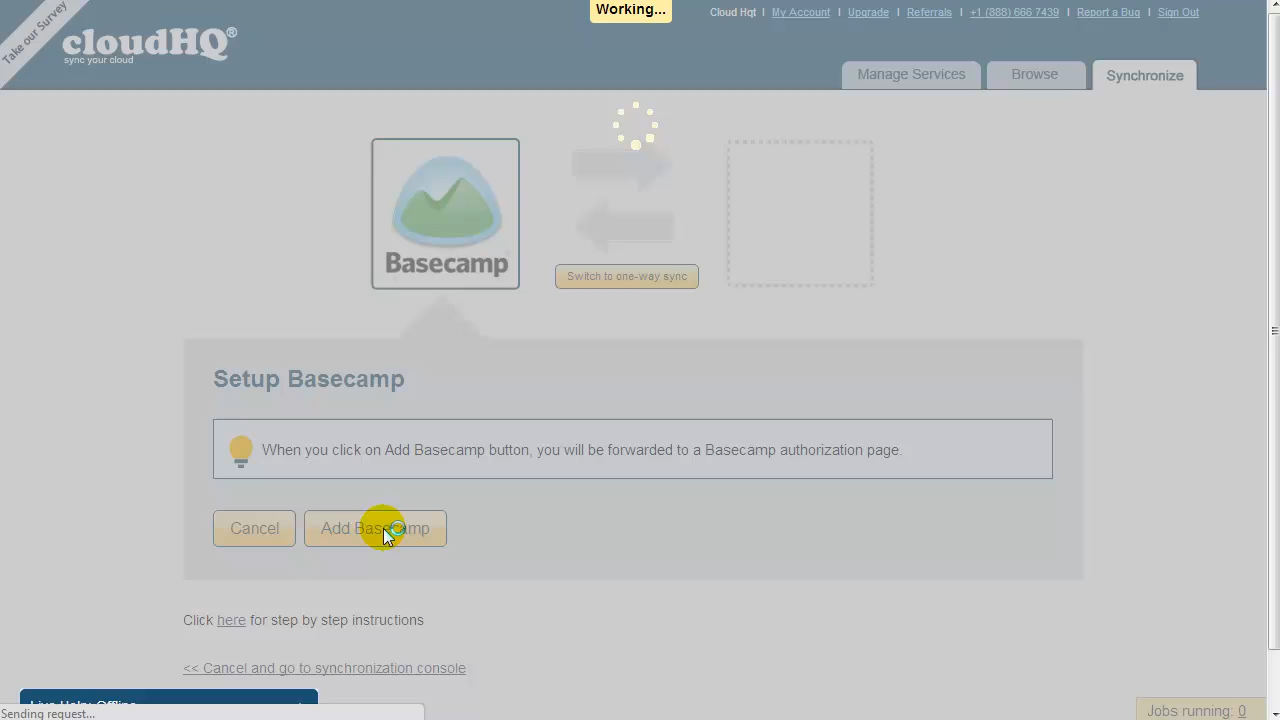 Working...
Take our Survey
cloudHQ®
sync your cloud
Cloud Hqt | My Account | Upgrade | Referrals | +1 (888) 666 7439 | Report a Bug | Sign Out
Manage Services
Browse
Synchronize
Basecamp
Switch to one-way sync
Setup Basecamp
When you click on Add Basecamp button, you will be forwarded to a Basecamp authorization page.
Cancel
Add Basecamp
Click here for step by step instructions
<< Cancel and go to synchronization console
Live Help: Offline
Sending request...
Jobs running: 0